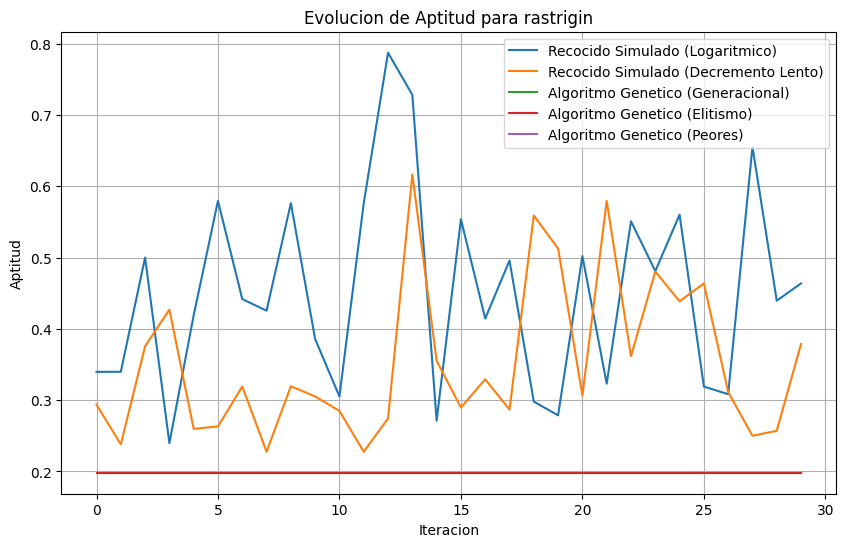 Evolucion de Aptitud para rastrigin
Recocido Simulado (Logaritmico)
Recocido Simulado (Decremento Lento)
Algoritmo Genetico (Generacional)
Algoritmo Genetico (Elitismo)
Algoritmo Genetico (Peores)
Aptitud
0.8
0.7
0.6
0.5
0.4
0.3
0.2
0 5 10 15 20 25 30
Iteracion